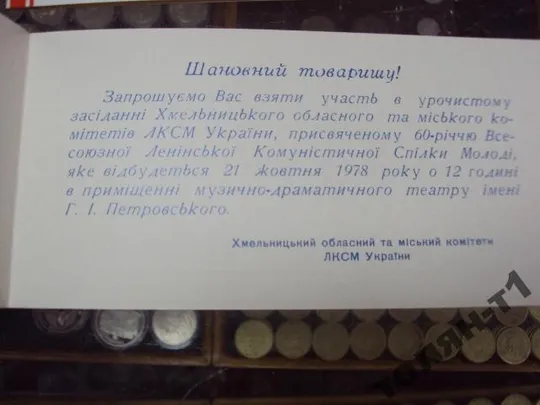 Шановний товаришу!
Запрошуємо Вас взяти участь в урочистому
засіданні Хмельницького обласного та міського ко-
мітетів ЛКСМ України, присвяченому 60-річчю Все-
союзної Ленінської Комуністичної Спілки Молоді,
яке відбудеться 21 жовтня 1978 року о 12 годині
в приміщенні музично-драматичного театру імені
Г. І. Петровського.
Хмельницький обласний та міський комітети
ЛКСМ України
ТОЛЯН-Т1